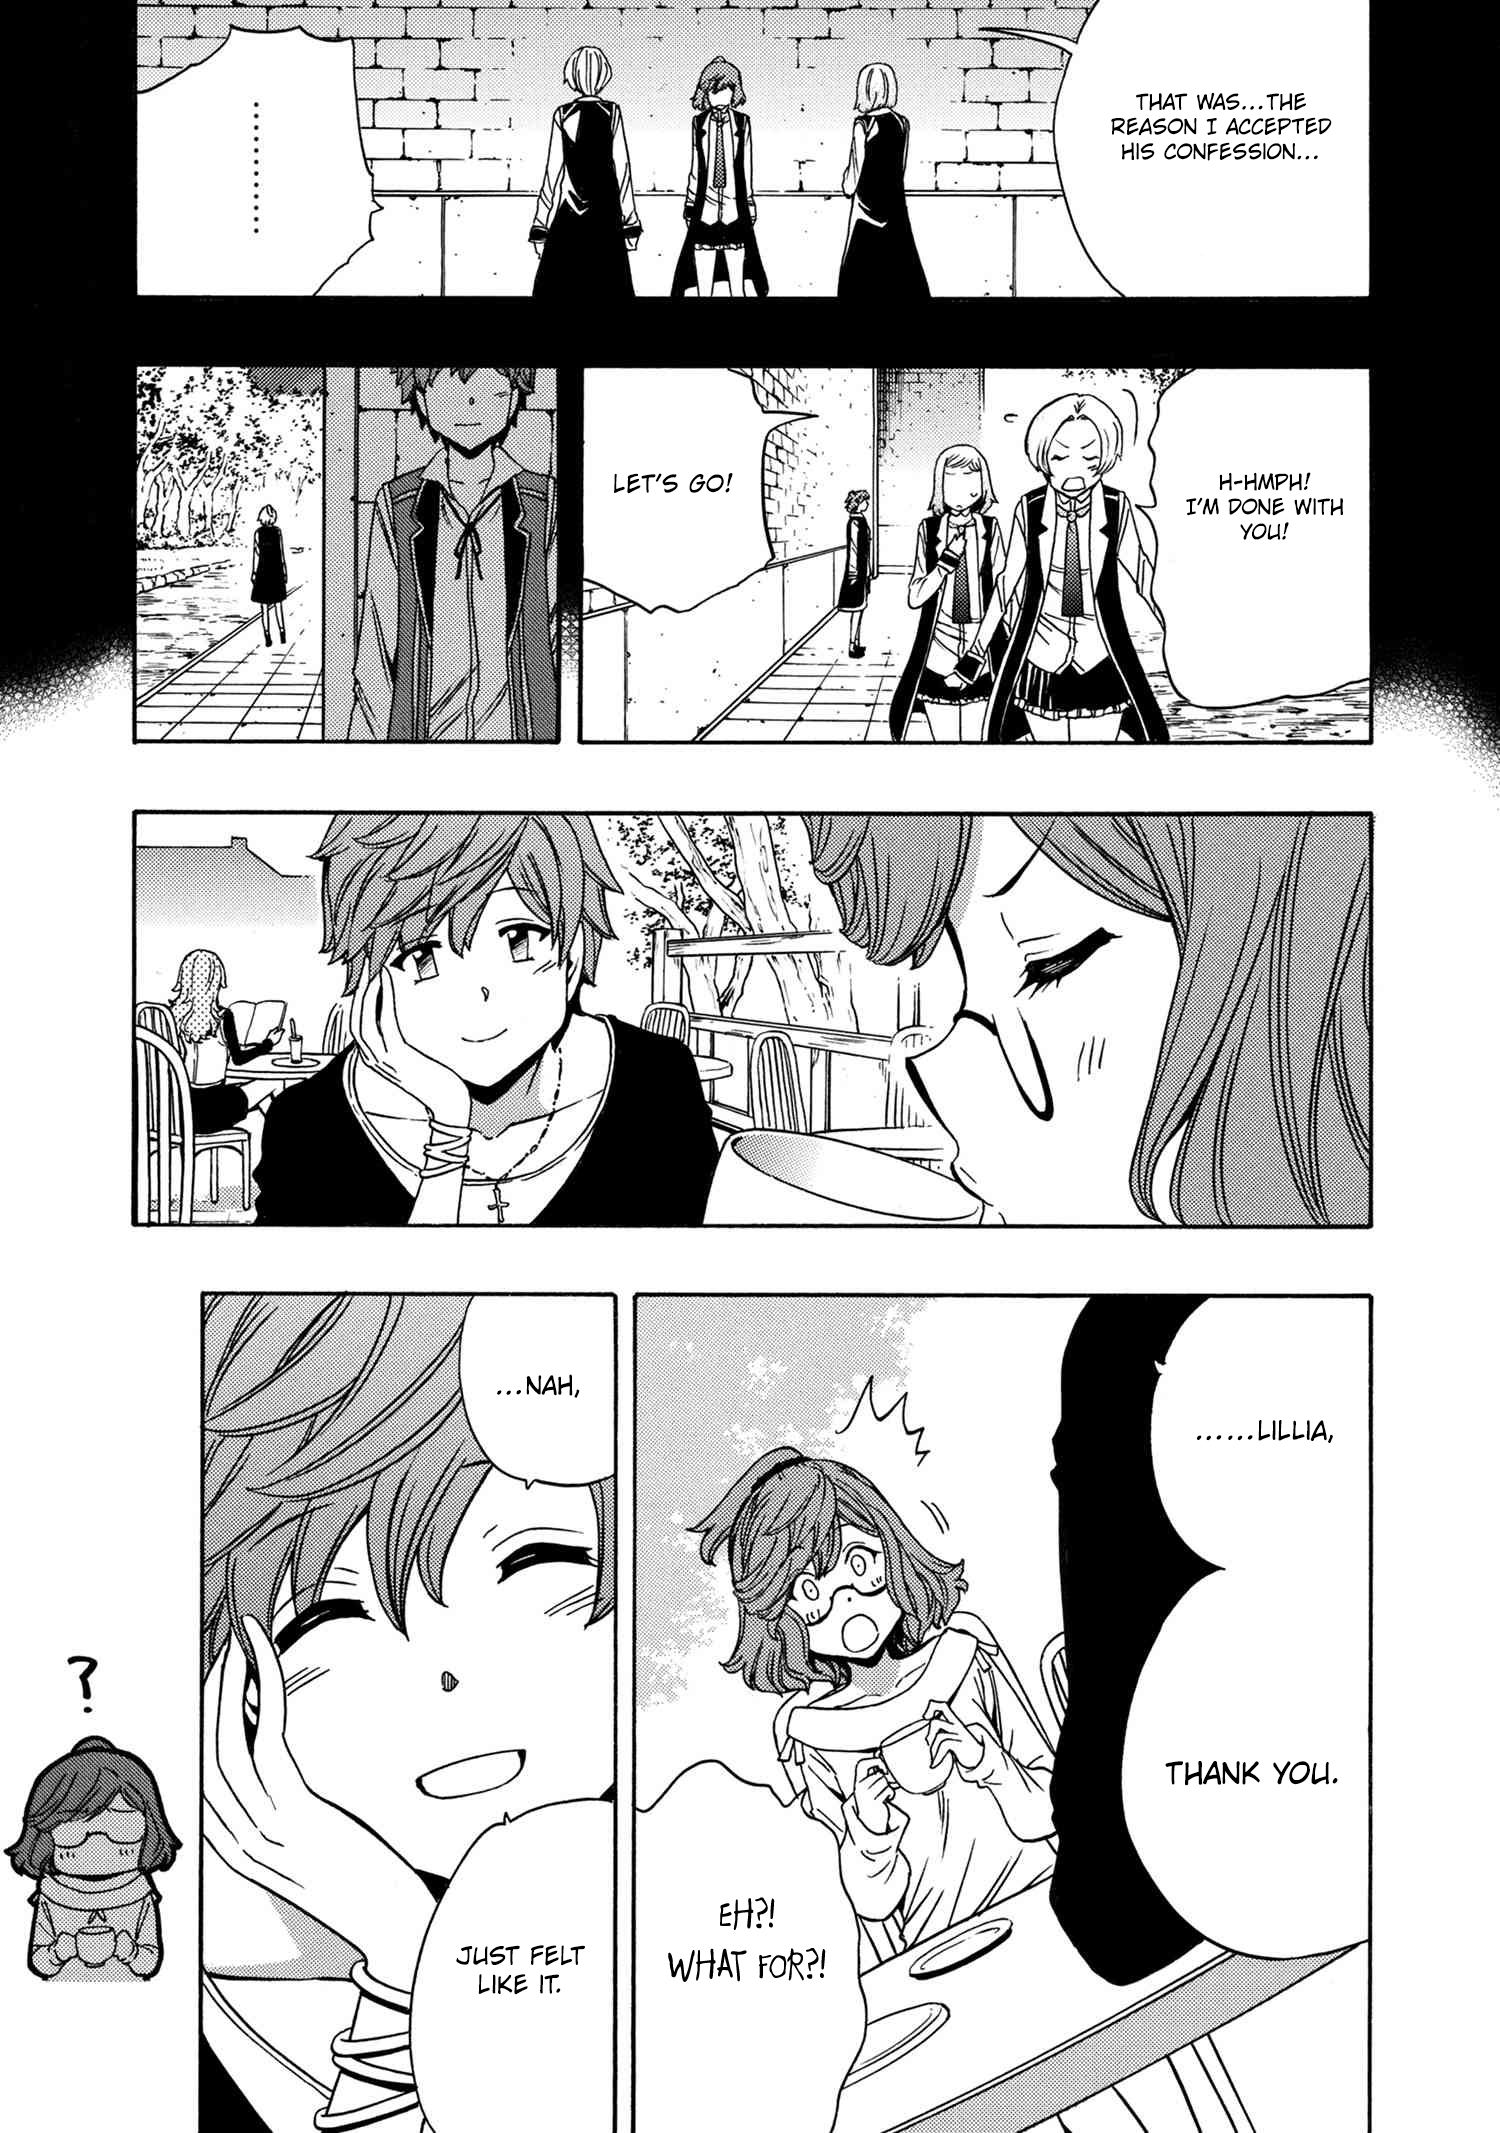 THAT WAS...THE
REASON I ACCEPTED
HIS CONFESSION...
.........
H-HMPH!
I'M DONE WITH
YOU!
LET'S GO!
......LILLIA,
THANK YOU.
EH?!
WHAT FOR?!
...NAH,
JUST FELT
LIKE IT.
?